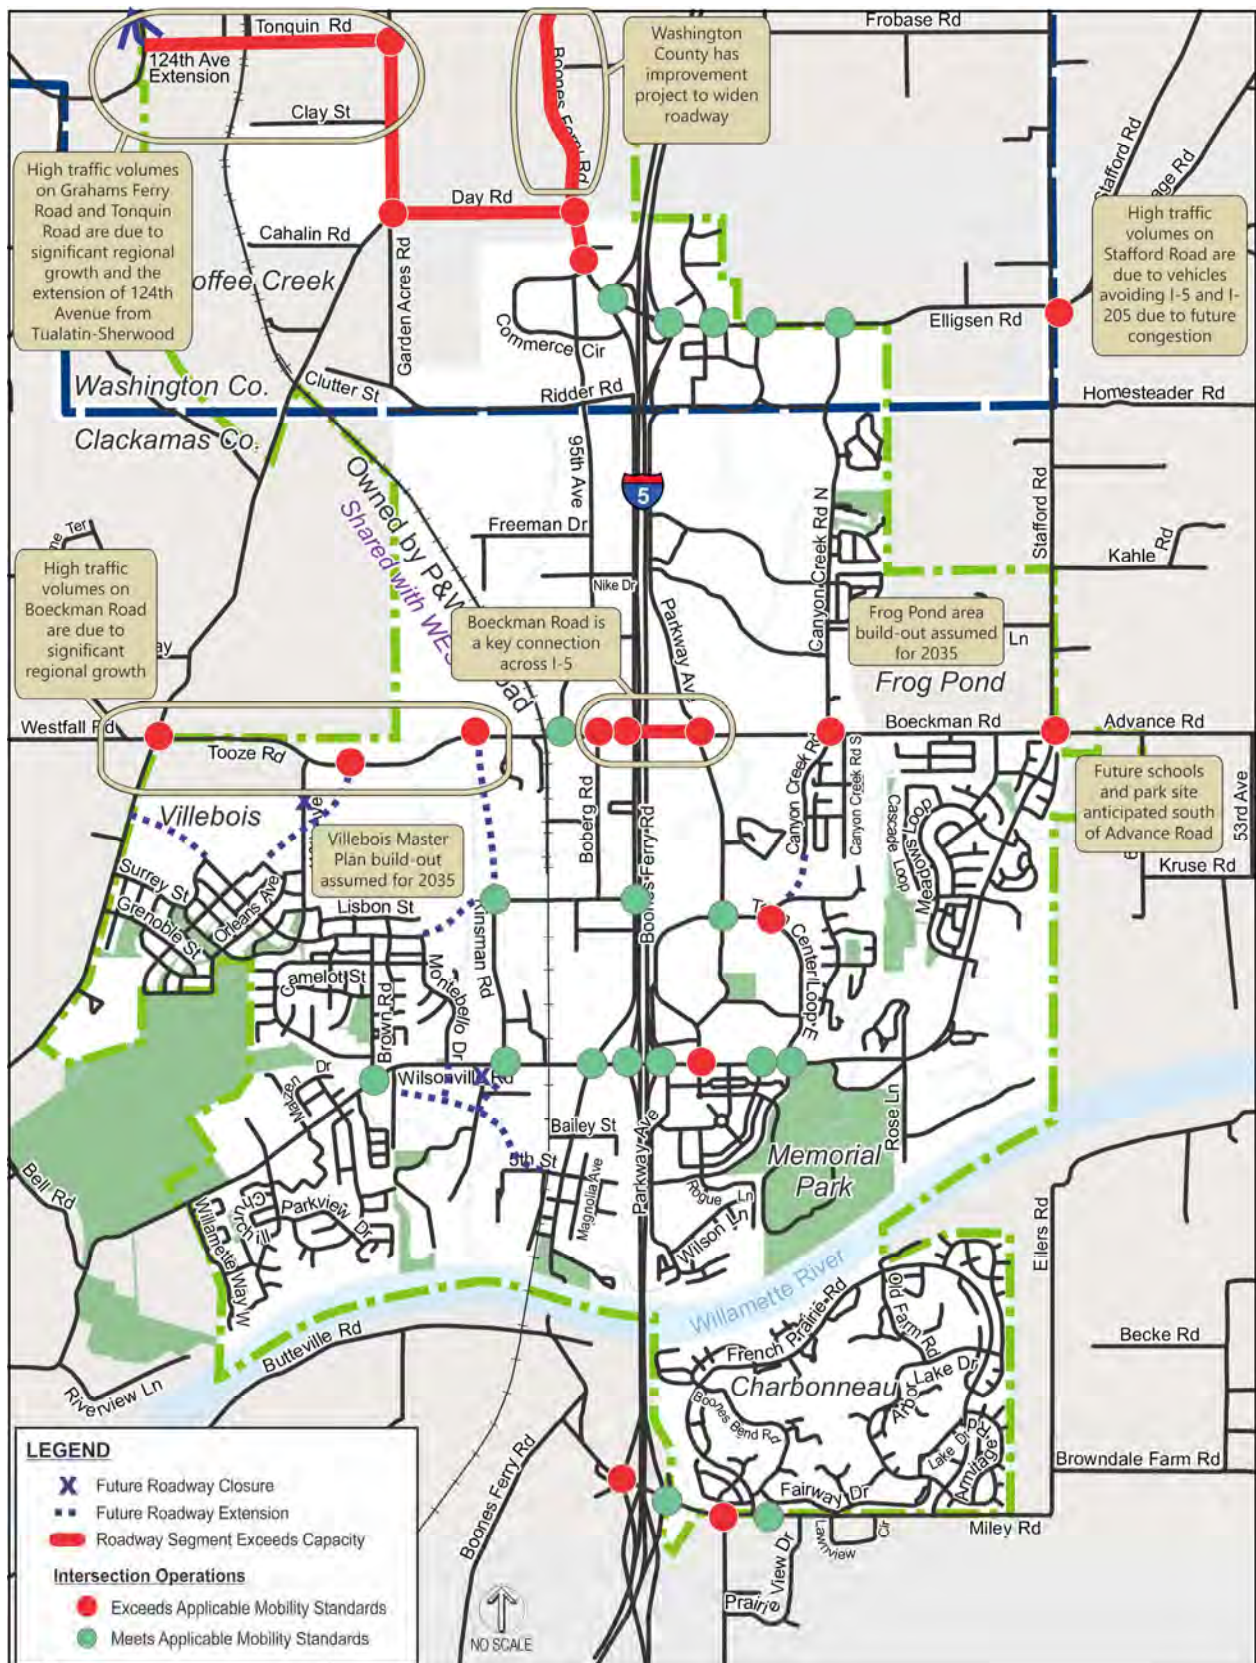 Tonquin Rd
124th Ave
Extension
Clay St
Boones Ferry Rd
Washington
County has
improvement
project to widen
roadway
Frobase Rd
Stafford Rd
High traffic volumes
on Grahams Ferry
Road and Tonquin
Road are due to
significant regional
growth and the
extension of 124th
Avenue from
Tualatin-Sherwood
Day Rd
Cahalin Rd
Garden Acres Rd
High traffic
volumes on
Stafford Road are
due to vehicles
avoiding I-5 and I-
205 due to future
congestion
Elligsen Rd
Commerce Cir
Washington Co.
Clutter St
Ridder Rd
Homesteader Rd
Clackamas Co.
Owned by P&W
Shared with WES
95th Ave
5
Canyon Creek Rd N
Stafford Rd
Freeman Dr
Kahle Rd
Ter
High traffic
volumes on
Boeckman Road
are due to
significant
regional growth
Nike Dr
Parkway Ave
Boeckman Road is
a key connection
across I-5
Frog Pond area
build-out assumed
for 2035
Ln
Frog Pond
Westfall Rd
Tooze Rd
Boeckman Rd
Advance Rd
Villebois
Villebois Master
Plan build-out
assumed for 2035
Boberg Rd
Boones Ferry Rd
Canyon Creek Rd
Canyon Creek Rd S
Cascade Loop
Meadows Loop
Future schools
and park site
anticipated south
of Advance Road
53rd Ave
Kruse Rd
Surrey St
Grenoble St
Orleans Ave
Lisbon St
Kinsman Rd
Town Center Loop E
Camelot St
Montebello Dr
Brown Rd
Wilsonville Rd
Dr
Rose Ln
Bailey St
5th St
Magnolia Ave
Parkway Ave
Memorial
Park
Rogue Ln
Wilson Ln
Bell Rd
Churchill
Parkview Dr
Willamette Way W
Eilers Rd
Willamette River
Butteville Rd
Riverview Ln
French Prairie Rd
Old Farm Rd
Becke Rd
Charbonneau
Arbor Lake Dr
Boones Bend Rd
Lake Dr
Armitage Rd
Browndale Farm Rd
Fairway Dr
Boones Ferry Rd
Miley Rd
Lawnview Cir
Prairie View Dr
LEGEND
X Future Roadway Closure
Future Roadway Extension
Roadway Segment Exceeds Capacity
Intersection Operations
Exceeds Applicable Mobility Standards
Meets Applicable Mobility Standards
NO SCALE